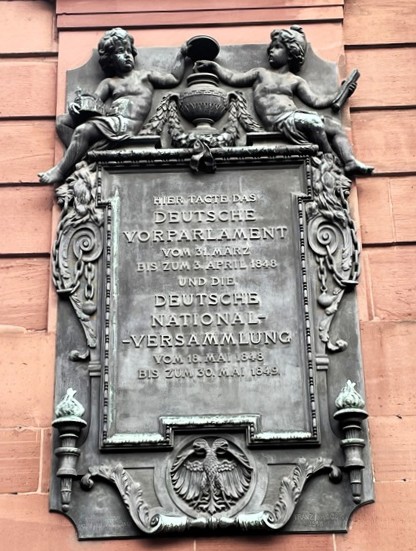 HIER TAGTE DAS
DEUTSCHE
VORPARLAMENT
VOM 31. MÄRZ
BIS ZUM 3. APRIL 1848
UND DIE
DEUTSCHE
NATIONAL-
-VERSAMMLUNG
VOM 18. MAI 1848
BIS ZUM 30. MAI 1849.